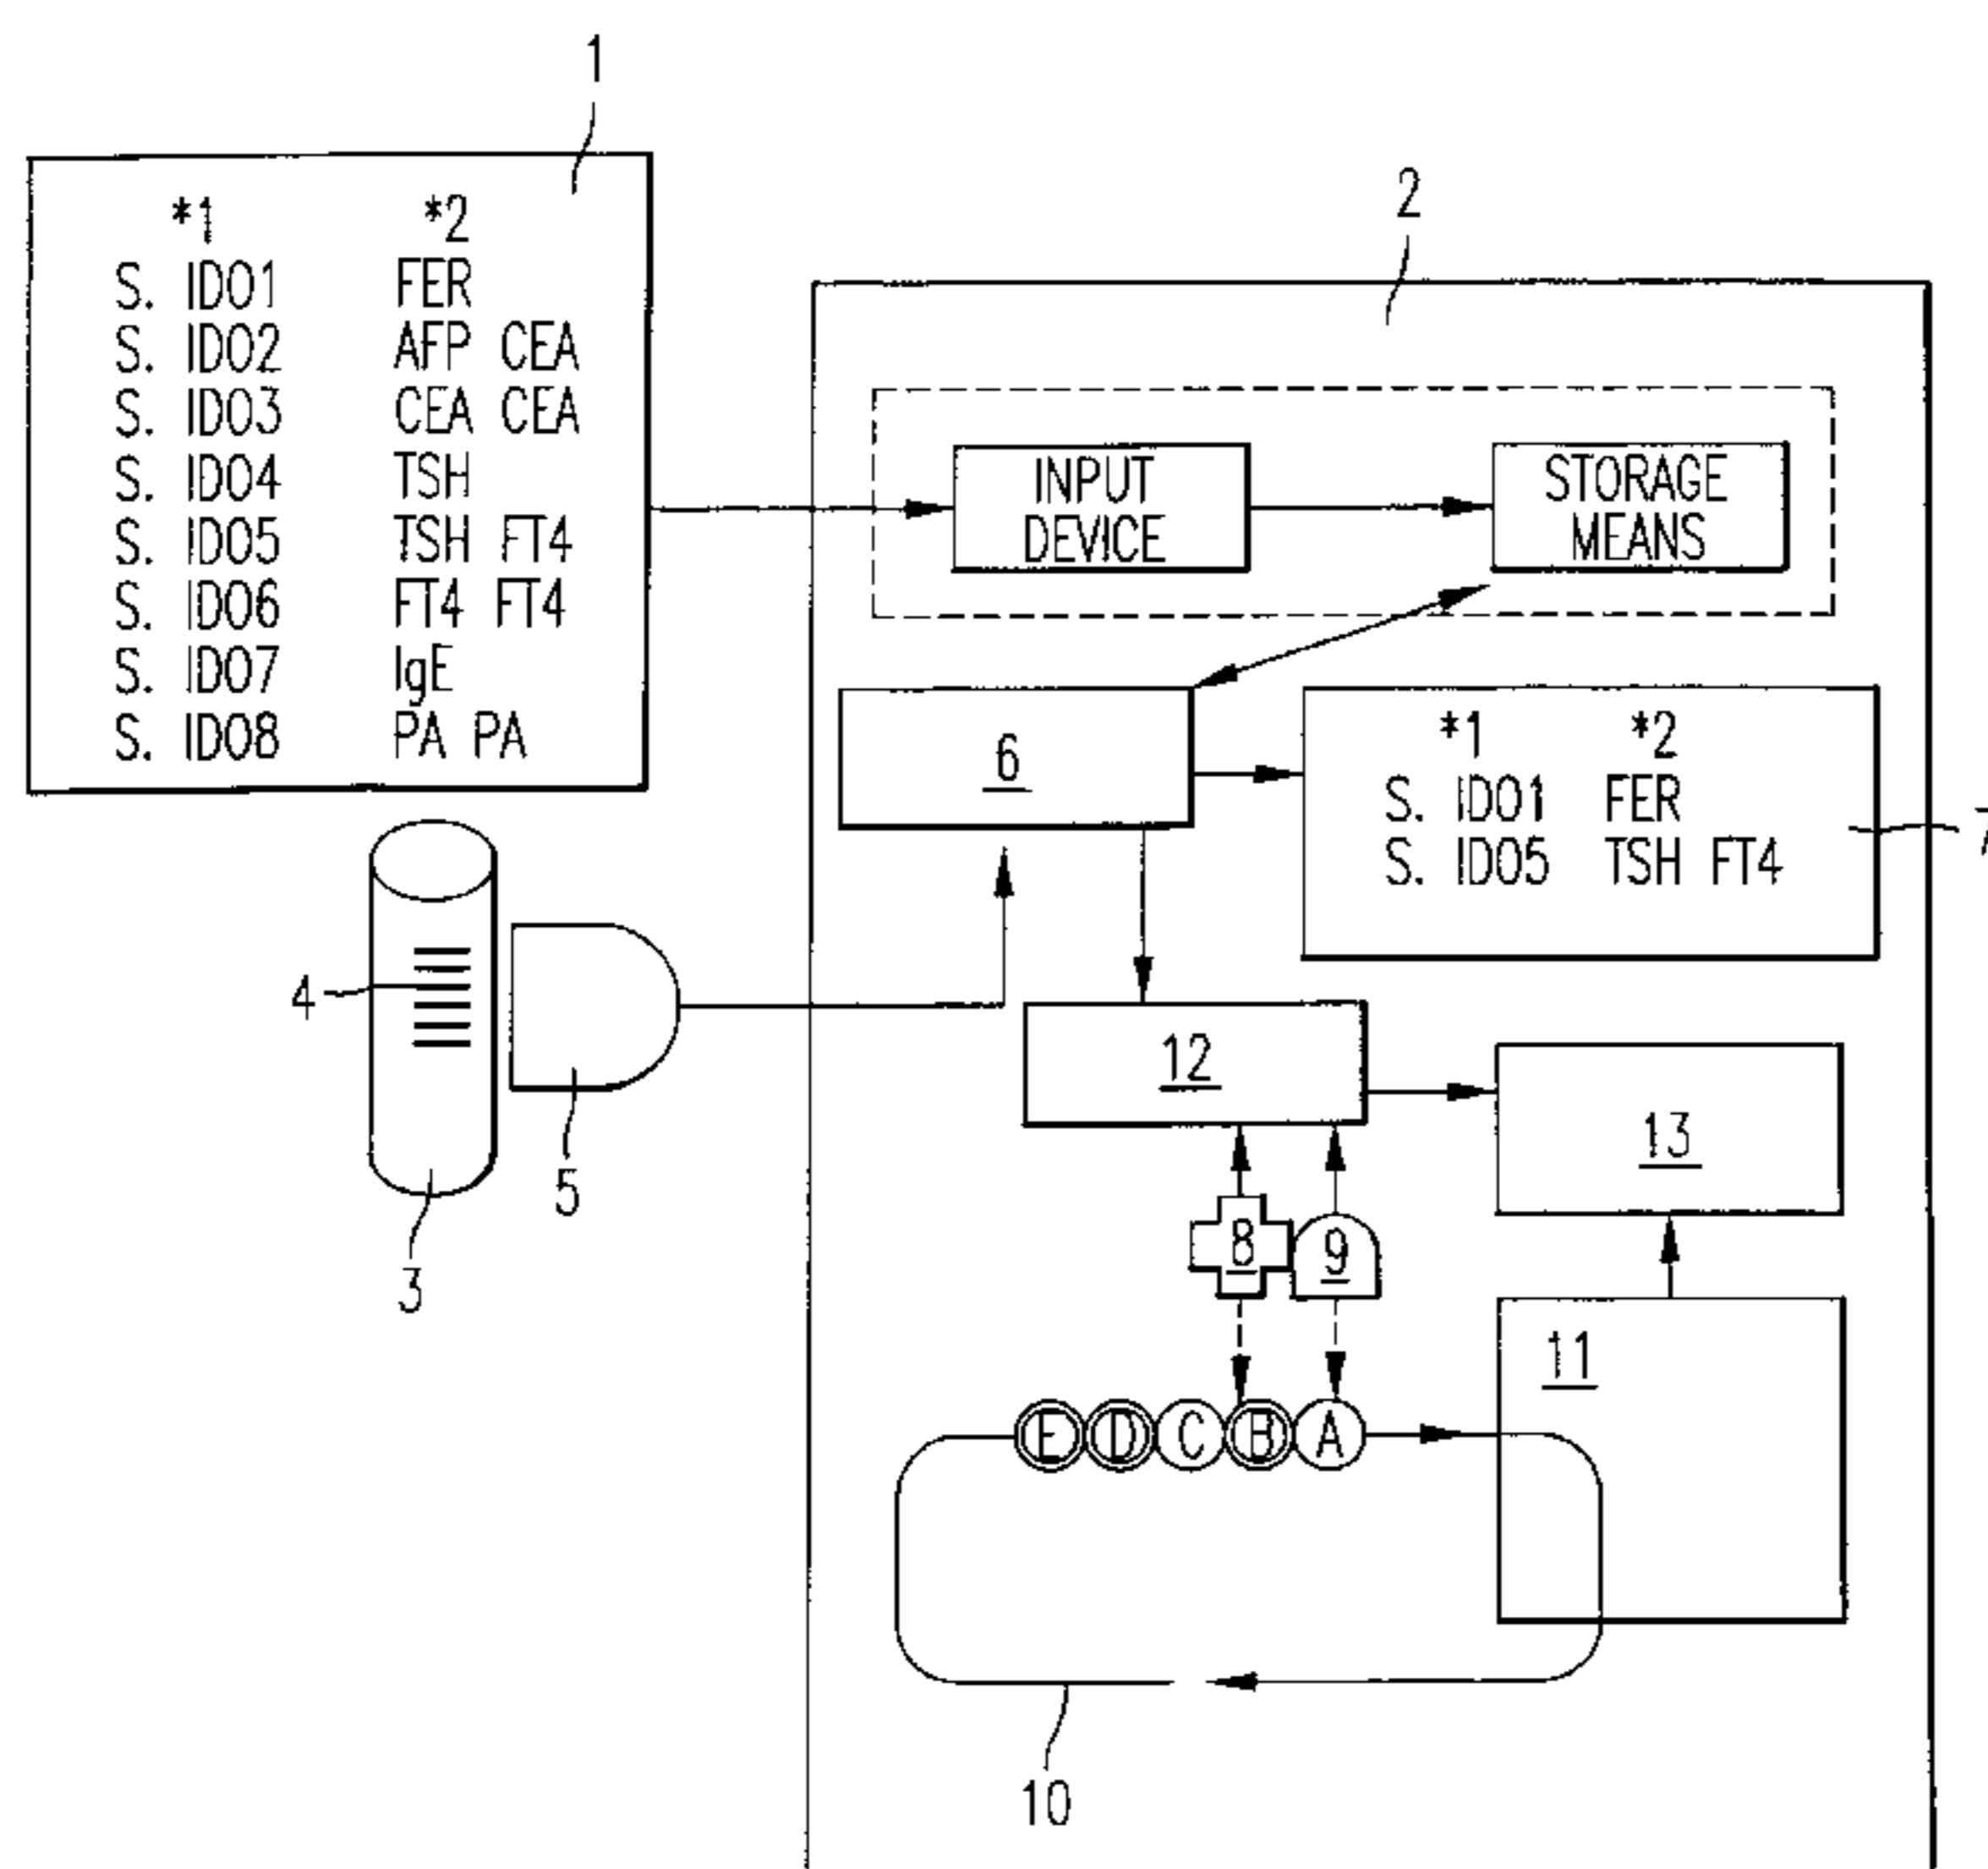 1
*1 *2
S. ID01 FER
S. ID02 AFP CEA
S. ID03 CEA CEA
S. ID04 TSH
S. ID05 TSH FT4
S. ID06 FT4 FT4
S. ID07 IgE
S. ID08 PA PA
2
INPUT
DEVICE
STORAGE
MEANS
6
*1 *2
S. ID01 FER
S. ID05 TSH FT4
7
4
5
3
12
13
8
9
11
E D C B A
10